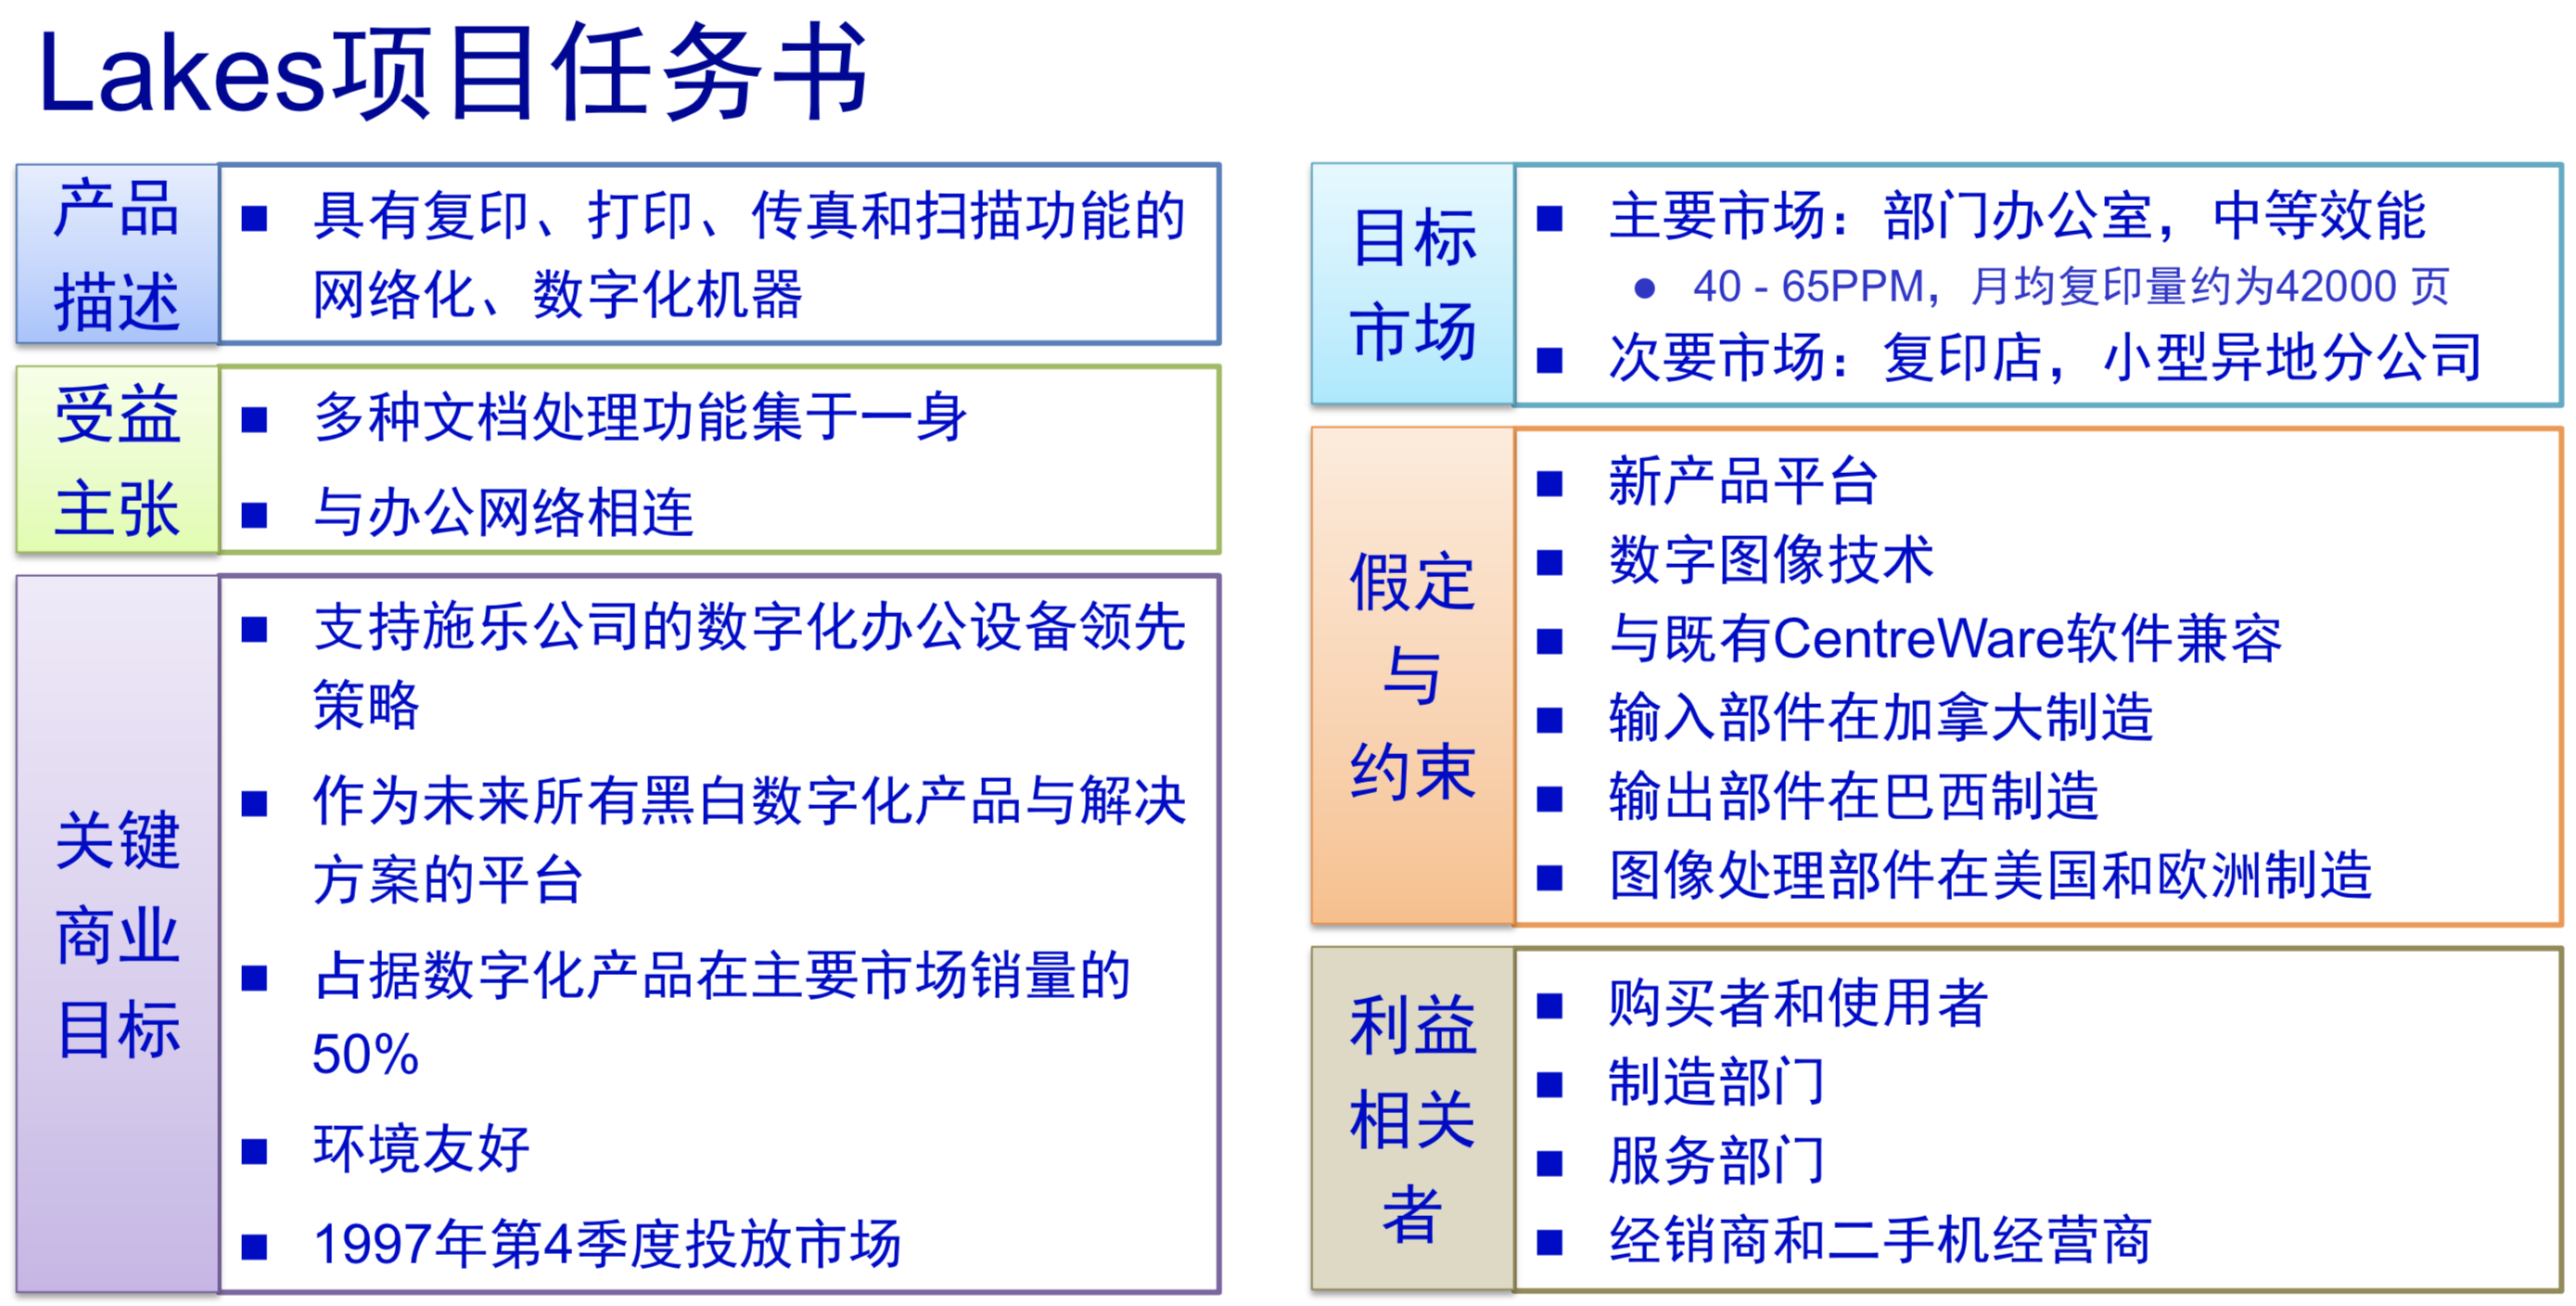 Lakes项目任务书
产品
描述
■ 具有复印、打印、传真和扫描功能的
网络化、数字化机器
受益
主张
■ 多种文档处理功能集于一身
■ 与办公网络相连
关键
商业
目标
■ 支持施乐公司的数字化办公设备领先
策略
■ 作为未来所有黑白数字化产品与解决
方案的平台
■ 占据数字化产品在主要市场销量的
50%
■ 环境友好
■ 1997年第4季度投放市场
目标
市场
■ 主要市场：部门办公室，中等效能
● 40 - 65PPM，月均复印量约为42000 页
■ 次要市场：复印店，小型异地分公司
假定
与
约束
■ 新产品平台
■ 数字图像技术
■ 与既有CentreWare软件兼容
■ 输入部件在加拿大制造
■ 输出部件在巴西制造
■ 图像处理部件在美国和欧洲制造
利益
相关
者
■ 购买者和使用者
■ 制造部门
■ 服务部门
■ 经销商和二手机经营商